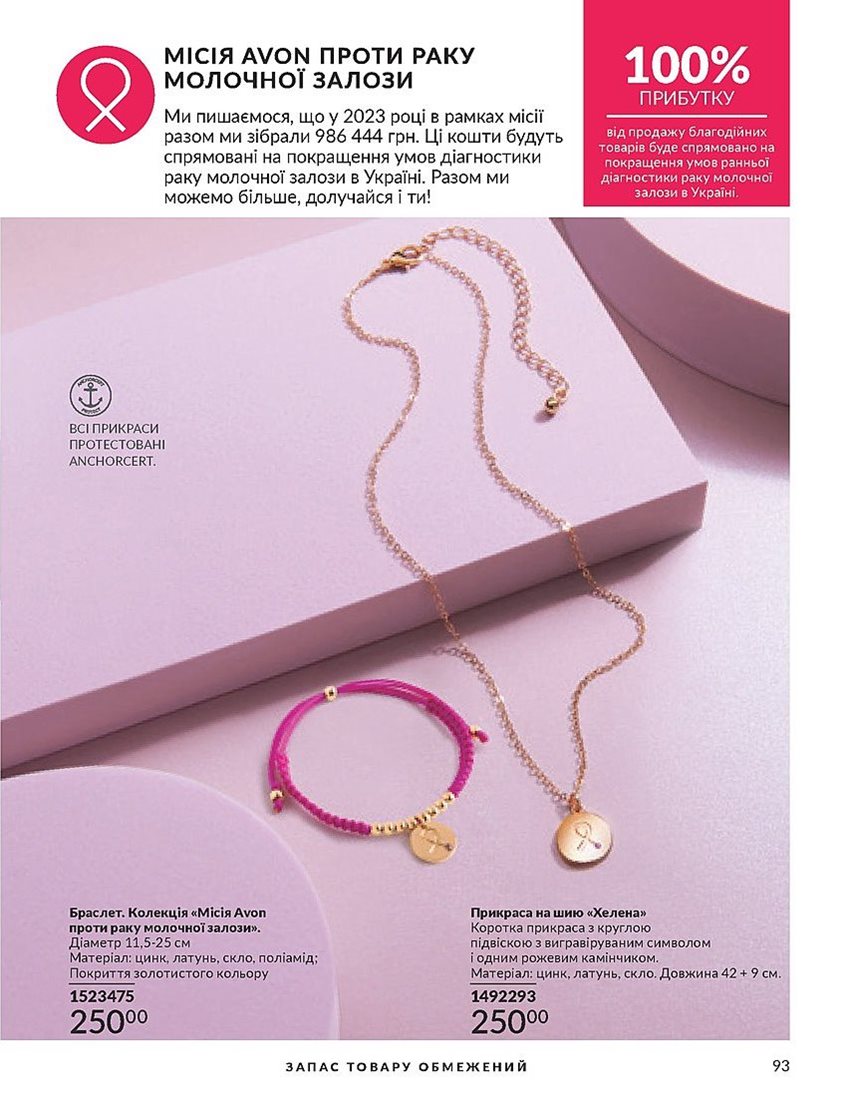 МІСІЯ AVON ПРОТИ РАКУ
МОЛОЧНОЇ ЗАЛОЗИ
Ми пишаємося, що у 2023 році в рамках місії
разом ми зібрали 986 444 грн. Ці кошти будуть
спрямовані на покращення умов діагностики
раку молочної залози в Україні. Разом ми
можемо більше, долучайся і ти!
100%
ПРИБУТКУ
від продажу благодійних
товарів буде спрямовано на
покращення умов ранньої
діагностики раку молочної
залози в Україні.
ANCHORCERT
PROTECT
ВСІ ПРИКРАСИ
ПРОТЕСТОВАНІ
ANCHORCERT.
Браслет. Колекція «Місія Avon
проти раку молочної залози».
Діаметр 11,5-25 см
Матеріал: цинк, латунь, скло, поліамід;
Покриття золотистого кольору
1523475
250⁰⁰
Прикраса на шию «Хелена»
Коротка прикраса з круглою
підвіскою з вигравіруваним символом
і одним рожевим камінчиком.
Матеріал: цинк, латунь, скло. Довжина 42 + 9 см.
1492293
250⁰⁰
ЗАПАС ТОВАРУ ОБМЕЖЕНИЙ
93